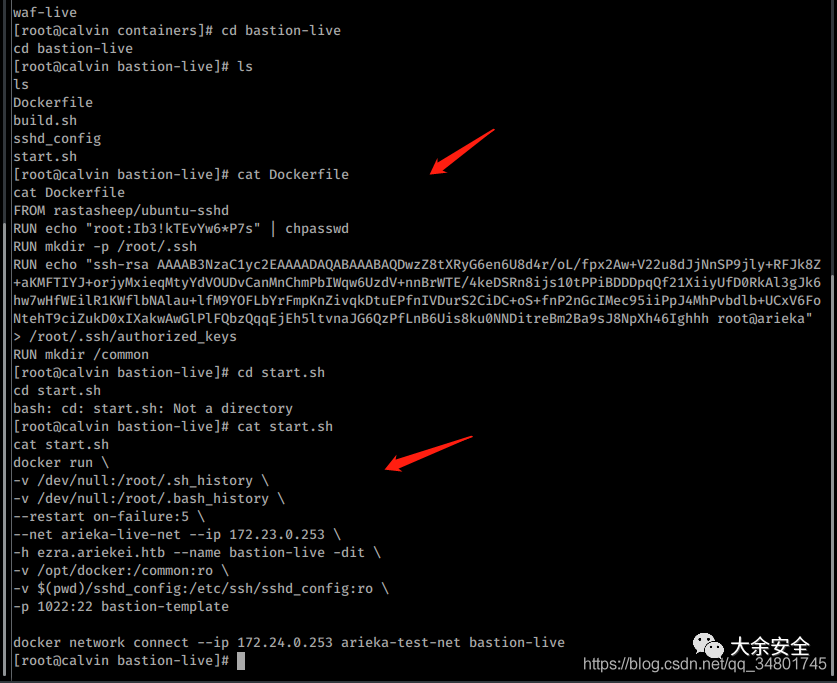 waf-live
[root@calvin containers]# cd bastion-live
cd bastion-live
[root@calvin bastion-live]# ls
ls
Dockerfile
build.sh
sshd_config
start.sh
[root@calvin bastion-live]# cat Dockerfile
cat Dockerfile
FROM rastasheep/ubuntu-sshd
RUN echo "root:Ib3!kTEvYw6*P7s" | chpasswd
RUN mkdir -p /root/.ssh
RUN echo "ssh-rsa AAAAB3NzaC1yc2EAAAADAQABAAABAQDwzZ8tXRyG6en6U8d4r/oL/fpx2Aw+V22u8dJjNnSP9jly+RFJk8Z
+aKMFTIYJ+orjyMxieqMtyYdVOUDvCanMnChmPbIWqw6UzdV+nnBrWTE/4keDSRn8ijs10tPPiBDDDpqQf21XiiyUfD0RkAl3gJk6
hw7wHfWEilR1KWflbNAlau+lfM9YOFLbYrFmpKnZivqkDtuEPfnIVDurS2CiDC+oS+fnP2nGcIMec95iiPpJ4MhPvbdlb+UCxV6Fo
NtehT9ciZukD0xIXakwAwGlPlFQbzQqqEjEh5ltvnaJG6QzPfLnB6Uis8ku0NNDitreBm2Ba9sJ8NpXh46Ighhh root@arieka"
> /root/.ssh/authorized_keys
RUN mkdir /common
[root@calvin bastion-live]# cd start.sh
cd start.sh
bash: cd: start.sh: Not a directory
[root@calvin bastion-live]# cat start.sh
cat start.sh
docker run \
-v /dev/null:/root/.sh_history \
-v /dev/null:/root/.bash_history \
--restart on-failure:5 \
--net arieka-live-net --ip 172.23.0.253 \
-h ezra.ariekei.htb --name bastion-live -dit \
-v /opt/docker:/common:ro \
-v $(pwd)/sshd_config:/etc/ssh/sshd_config:ro \
-p 1022:22 bastion-template
docker network connect --ip 172.24.0.253 arieka-test-net bastion-live
[root@calvin bastion-live]#
大余安全
https://blog.csdn.net/qq_34801745